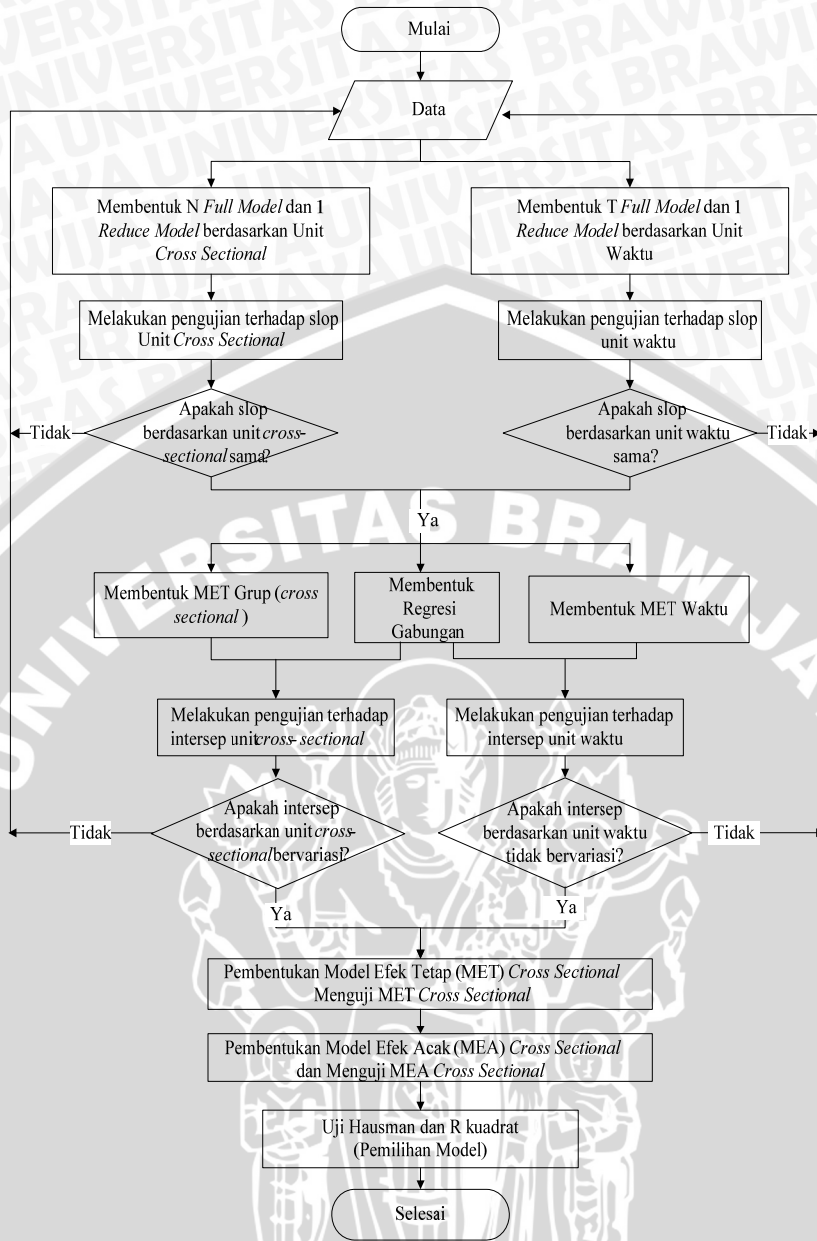 Mulai
Data
Membentuk N Full Model dan 1
Reduce Model berdasarkan Unit
Cross Sectional
Membentuk T Full Model dan 1
Reduce Model berdasarkan Unit
Waktu
Melakukan pengujian terhadap slop
Unit Cross Sectional
Melakukan pengujian terhadap slop
unit waktu
Apakah slop
berdasarkan unit cross-
sectional sama?
Tidak
Apakah slop
berdasarkan unit waktu
sama?
Tidak
Ya
UNIVERSITAS BRAWIJAYA
Membentuk MET Grup (cross
sectional )
Membentuk
Regresi
Gabungan
Membentuk MET Waktu
Melakukan pengujian terhadap
intersep unit cross- sectional
Melakukan pengujian terhadap
intersep unit waktu
Apakah intersep
berdasarkan unit cross-
sectional bervariasi?
Tidak
Apakah intersep
berdasarkan unit waktu
tidak bervariasi?
Tidak
Ya
Ya
Pembentukan Model Efek Tetap (MET) Cross Sectional
Menguji MET Cross Sectional
Pembentukan Model Efek Acak (MEA) Cross Sectional
dan Menguji MEA Cross Sectional
Uji Hausman dan R kuadrat
(Pemilihan Model)
Selesai